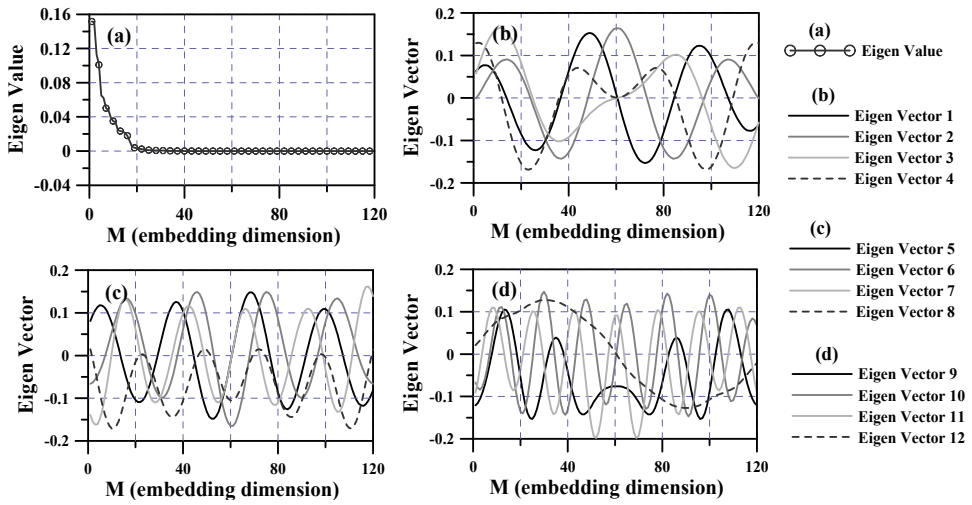 (a)
Eigen Value
0.16
0.12
0.08
0.04
0
-0.04
0 40 80 120
M (embedding dimension)
(b)
Eigen Vector
0.2
0.1
0
-0.1
-0.2
0 40 80 120
M (embedding dimension)
(a)
Eigen Value
(b)
Eigen Vector 1
Eigen Vector 2
Eigen Vector 3
Eigen Vector 4
(c)
Eigen Vector
0.2
0.1
0
-0.1
-0.2
0 40 80 120
M (embedding dimension)
(d)
Eigen Vector
0.2
0.1
0
-0.1
-0.2
0 40 80 120
M (embedding dimension)
(c)
Eigen Vector 5
Eigen Vector 6
Eigen Vector 7
Eigen Vector 8
(d)
Eigen Vector 9
Eigen Vector 10
Eigen Vector 11
Eigen Vector 12